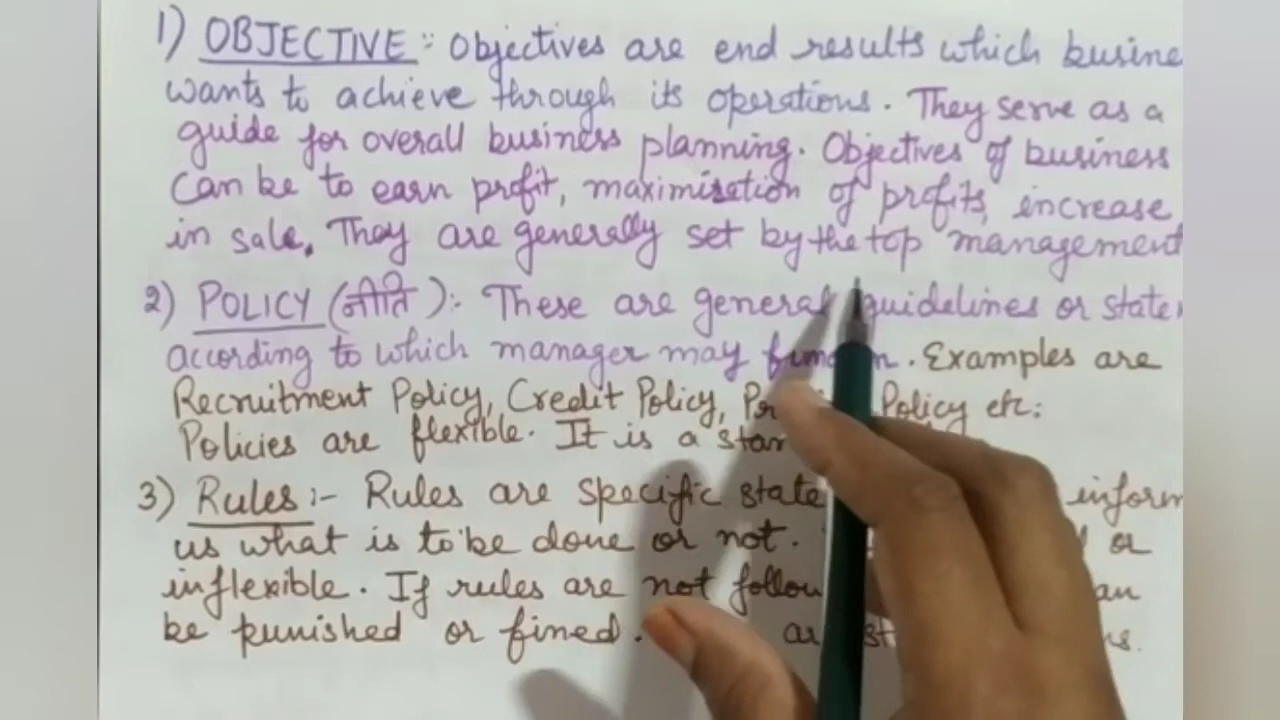 1) OBJECTIVE :- Objectives are end results which busine
wants to achieve through its operations. They serve as a
guide for overall business planning. Objectives of business
can be to earn profit, maximisation of profits, increase
in sale. They are generally set by the top management
2) POLICY (नीति) :- These are general guidelines or state
according to which manager may . Examples are
Recruitment Policy, Credit Policy, Policy etc.
Policies are flexible. It is a
3) Rules :- Rules are specific state inform
us what is to be done or not. or
inflexible. If rules are not follow
be punished or fined.